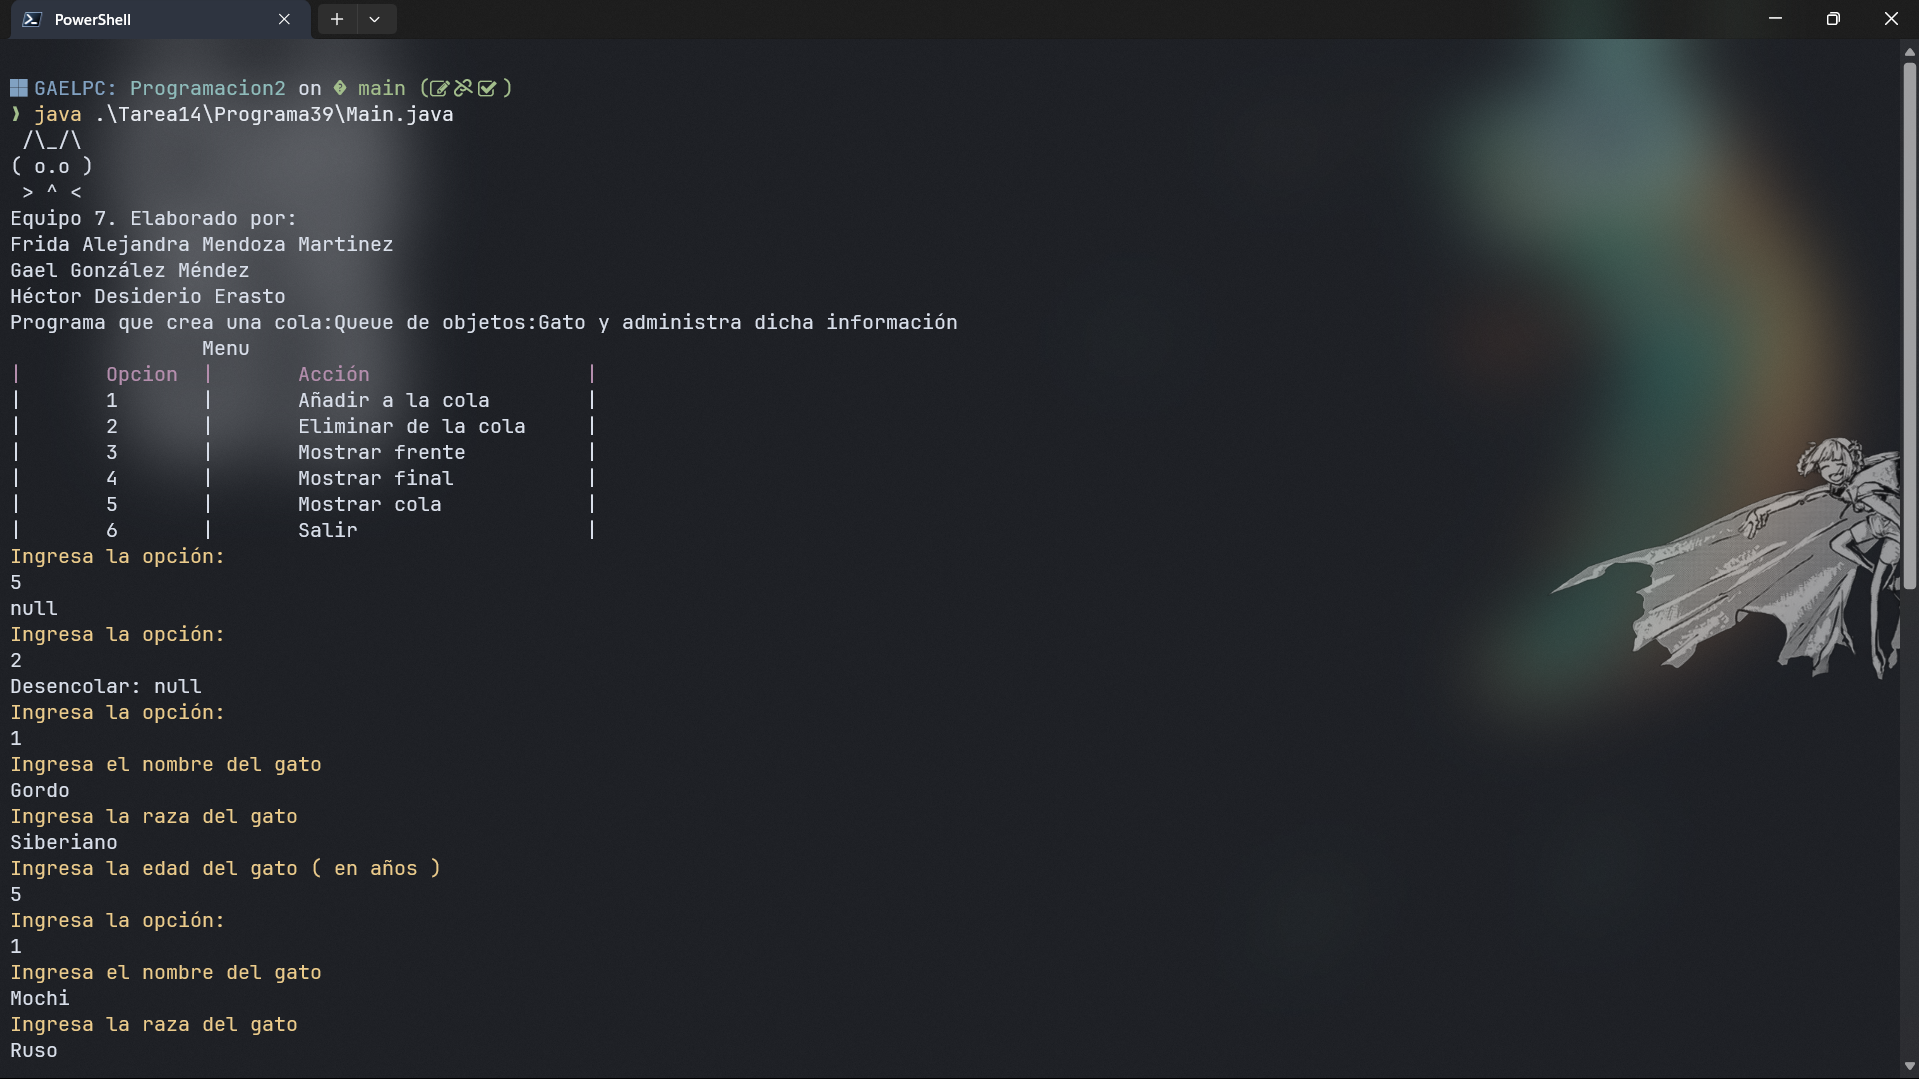 PowerShell
GAELPC: Programacion2 on main ( )
❯ java .\Tarea14\Programa39\Main.java
 /\_/\
( o.o )
 > ^ <
Equipo 7. Elaborado por:
Frida Alejandra Mendoza Martinez
Gael González Méndez
Héctor Desiderio Erasto
Programa que crea una cola:Queue de objetos:Gato y administra dicha información
                Menu
|       Opcion  |       Acción                  |
|       1       |       Añadir a la cola        |
|       2       |       Eliminar de la cola     |
|       3       |       Mostrar frente          |
|       4       |       Mostrar final           |
|       5       |       Mostrar cola            |
|       6       |       Salir                   |
Ingresa la opción:
5
null
Ingresa la opción:
2
Desencolar: null
Ingresa la opción:
1
Ingresa el nombre del gato
Gordo
Ingresa la raza del gato
Siberiano
Ingresa la edad del gato ( en años )
5
Ingresa la opción:
1
Ingresa el nombre del gato
Mochi
Ingresa la raza del gato
Ruso